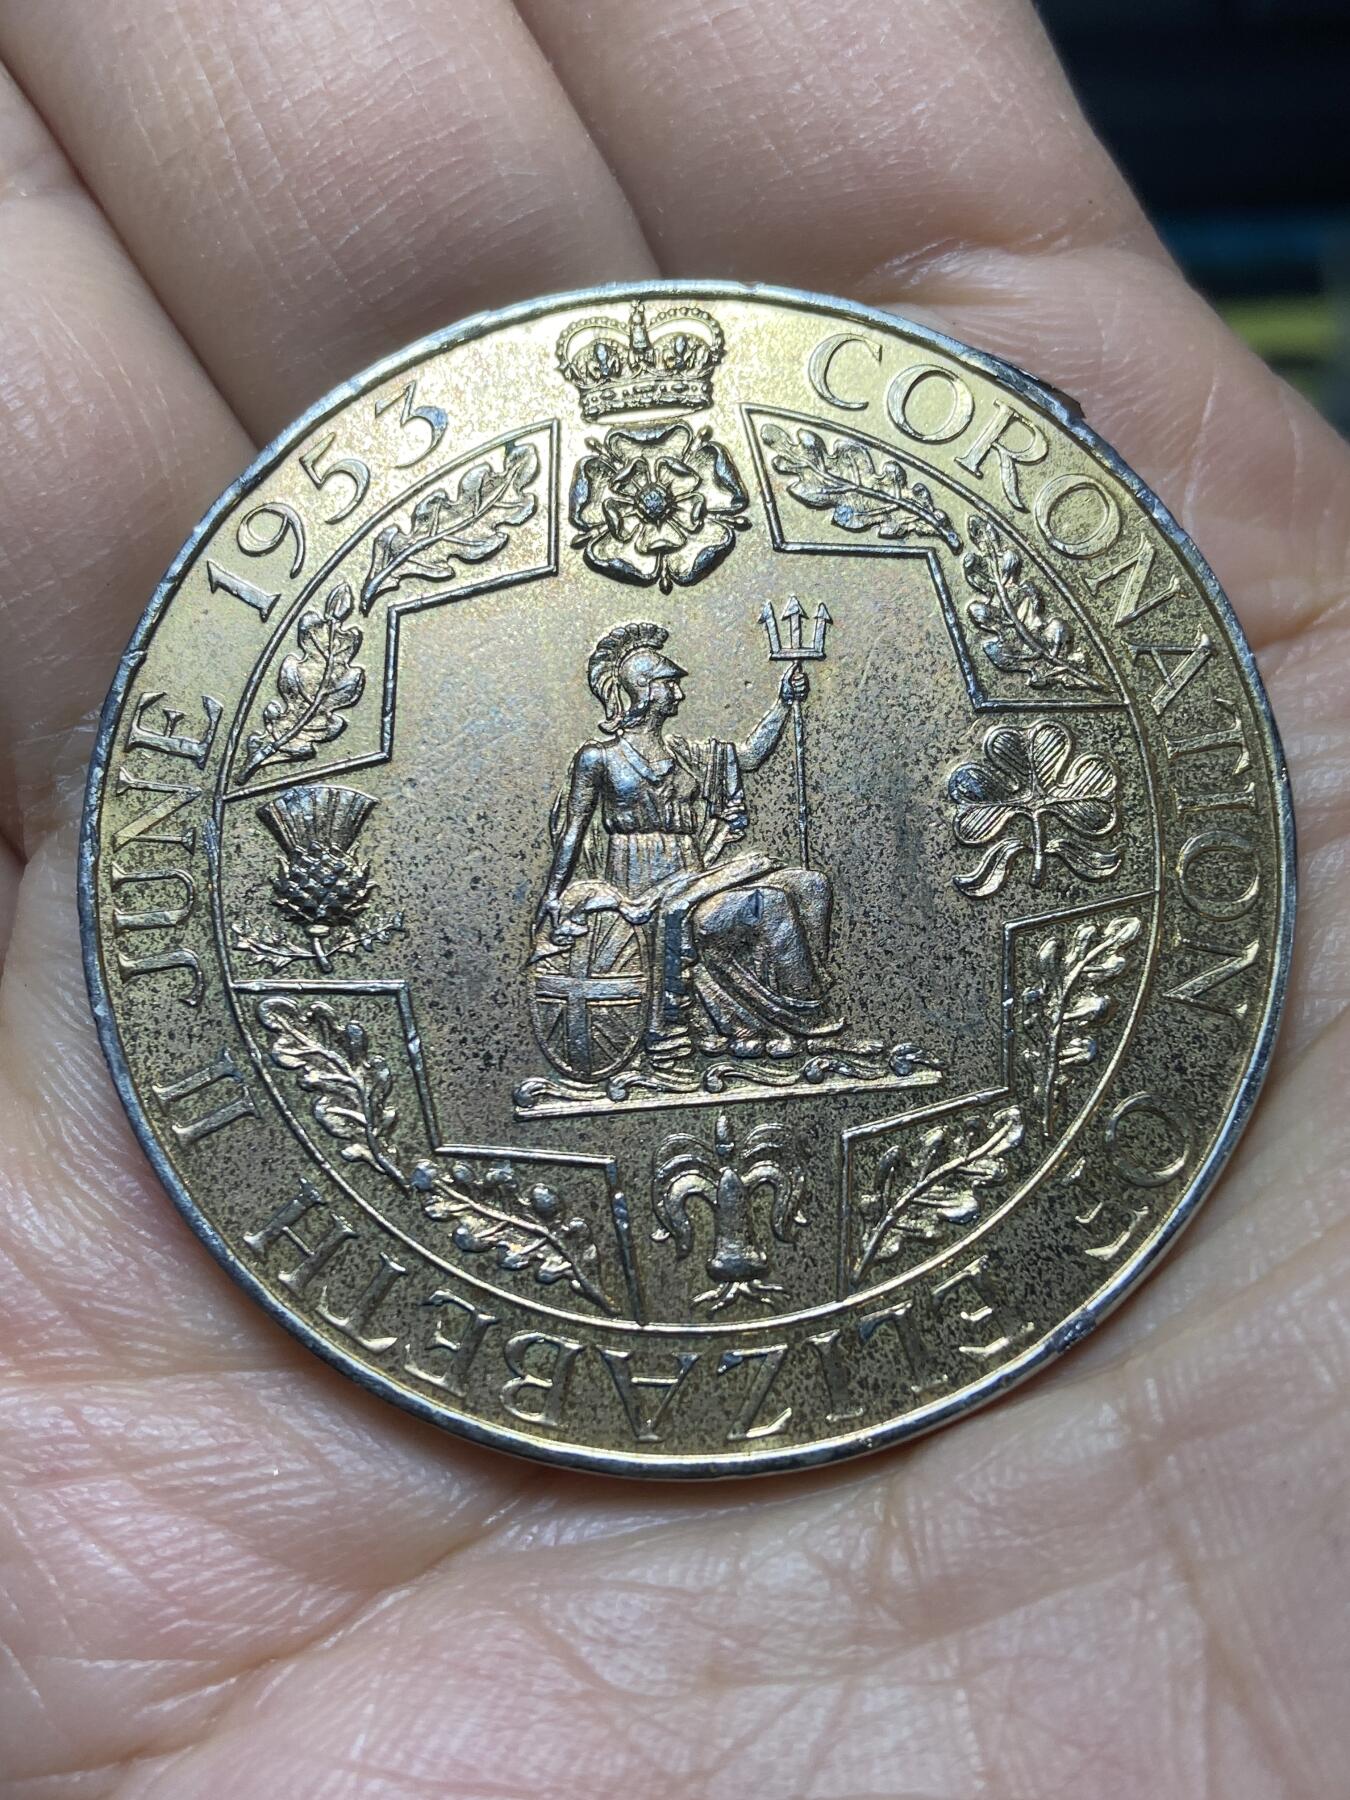 CORONATION OF ELIZABETH II JUNE 1953